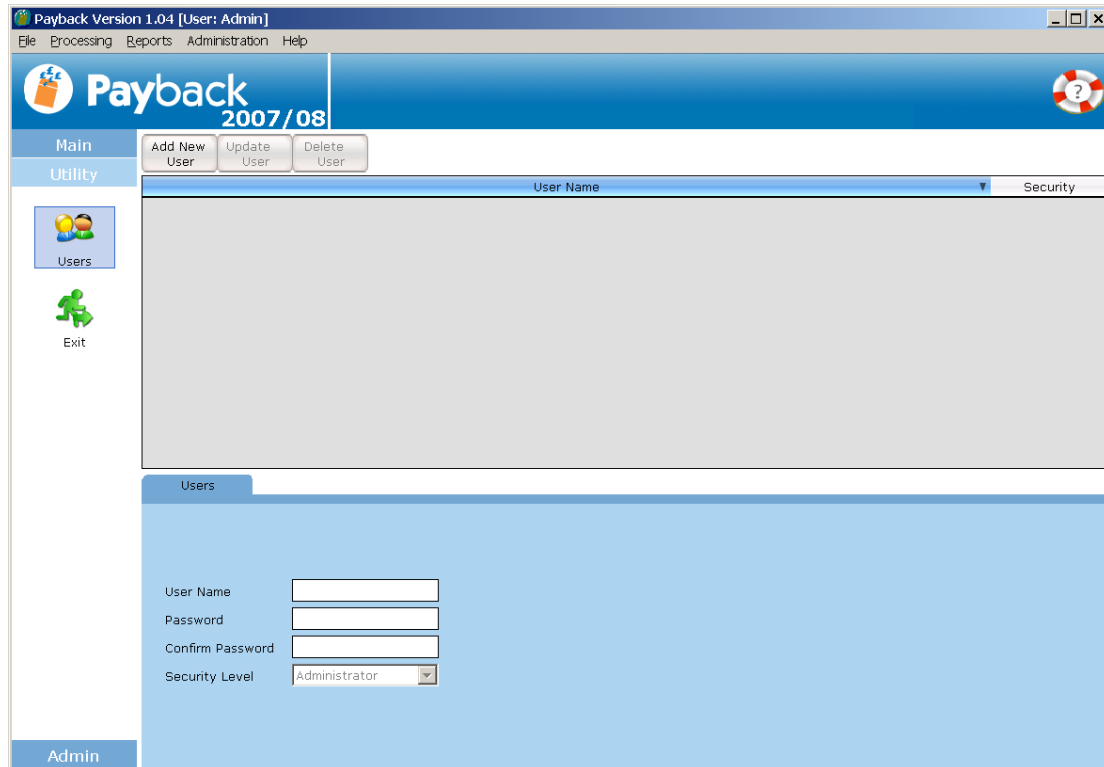 Payback Version 1.04 [User: Admin]
File Processing Reports Administration Help
£ £ £
Payback
2007/08
?
Main
Utility
Users
Exit
Admin
Add New User
Update User
Delete User
User Name Security
Users
User Name
Password
Confirm Password
Security Level Administrator